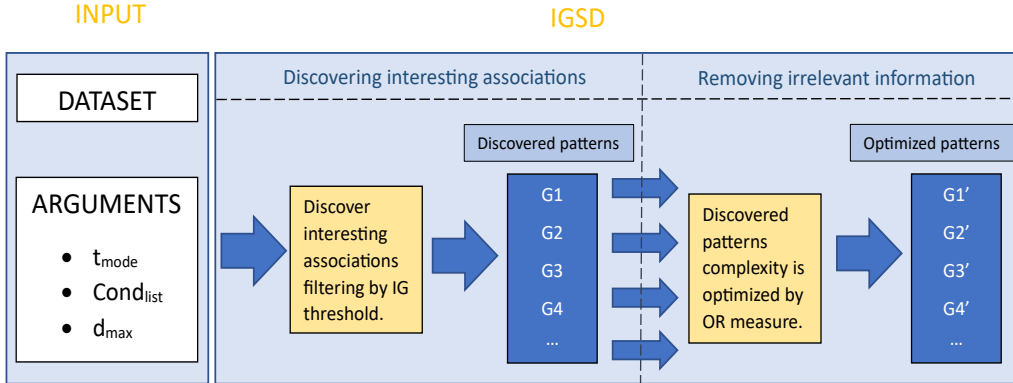 INPUT
IGSD
DATASET
ARGUMENTS
• tmode
• Condlist
• dmax
Discovering interesting associations
Removing irrelevant information
Discover
interesting
associations
filtering by IG
threshold.
Discovered patterns
G1
G2
G3
G4
...
Discovered
patterns
complexity is
optimized by
OR measure.
Optimized patterns
G1'
G2'
G3'
G4'
...